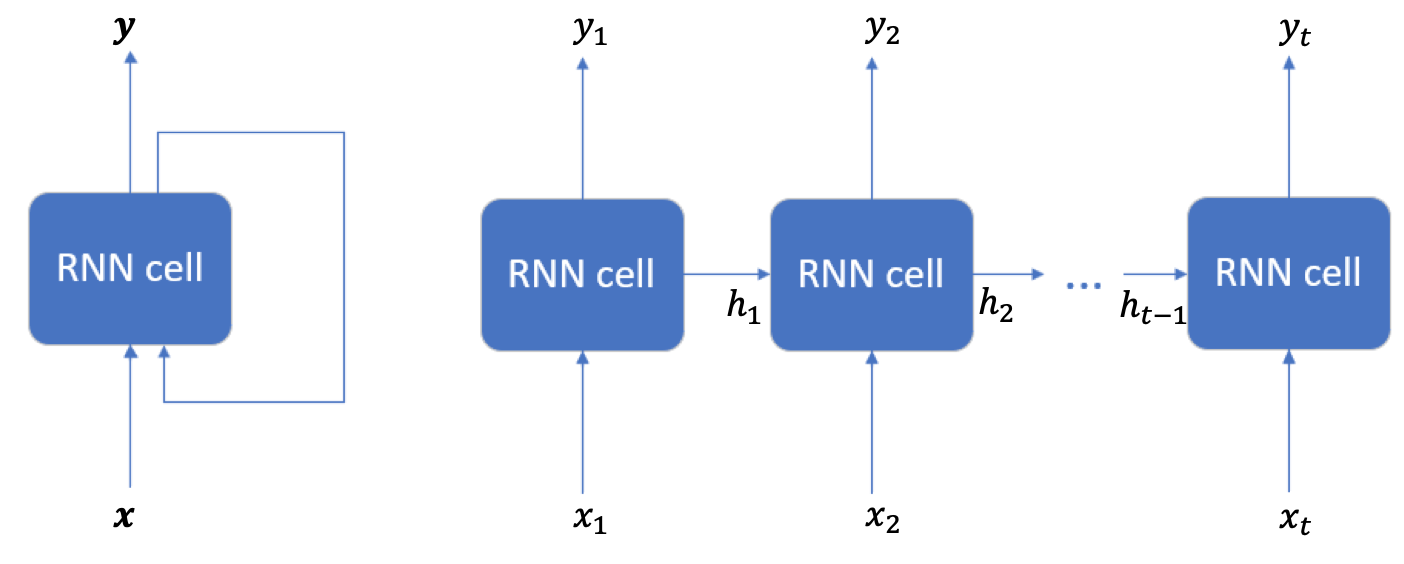 y
RNN cell
x
y₁ y₂ yₜ
RNN cell RNN cell ... RNN cell
h₁ h₂ hₜ₋₁
x₁ x₂ xₜ